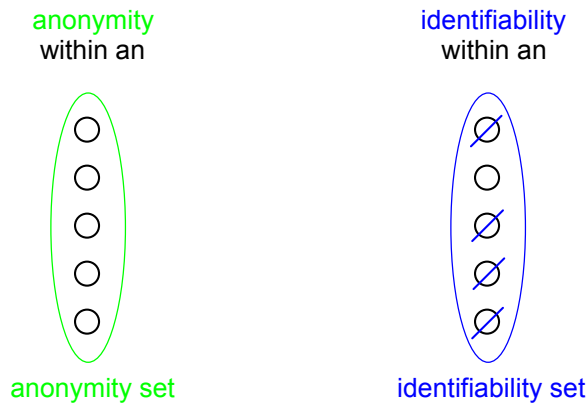 anonymity
within an
anonymity set
identifiability
within an
identifiability set